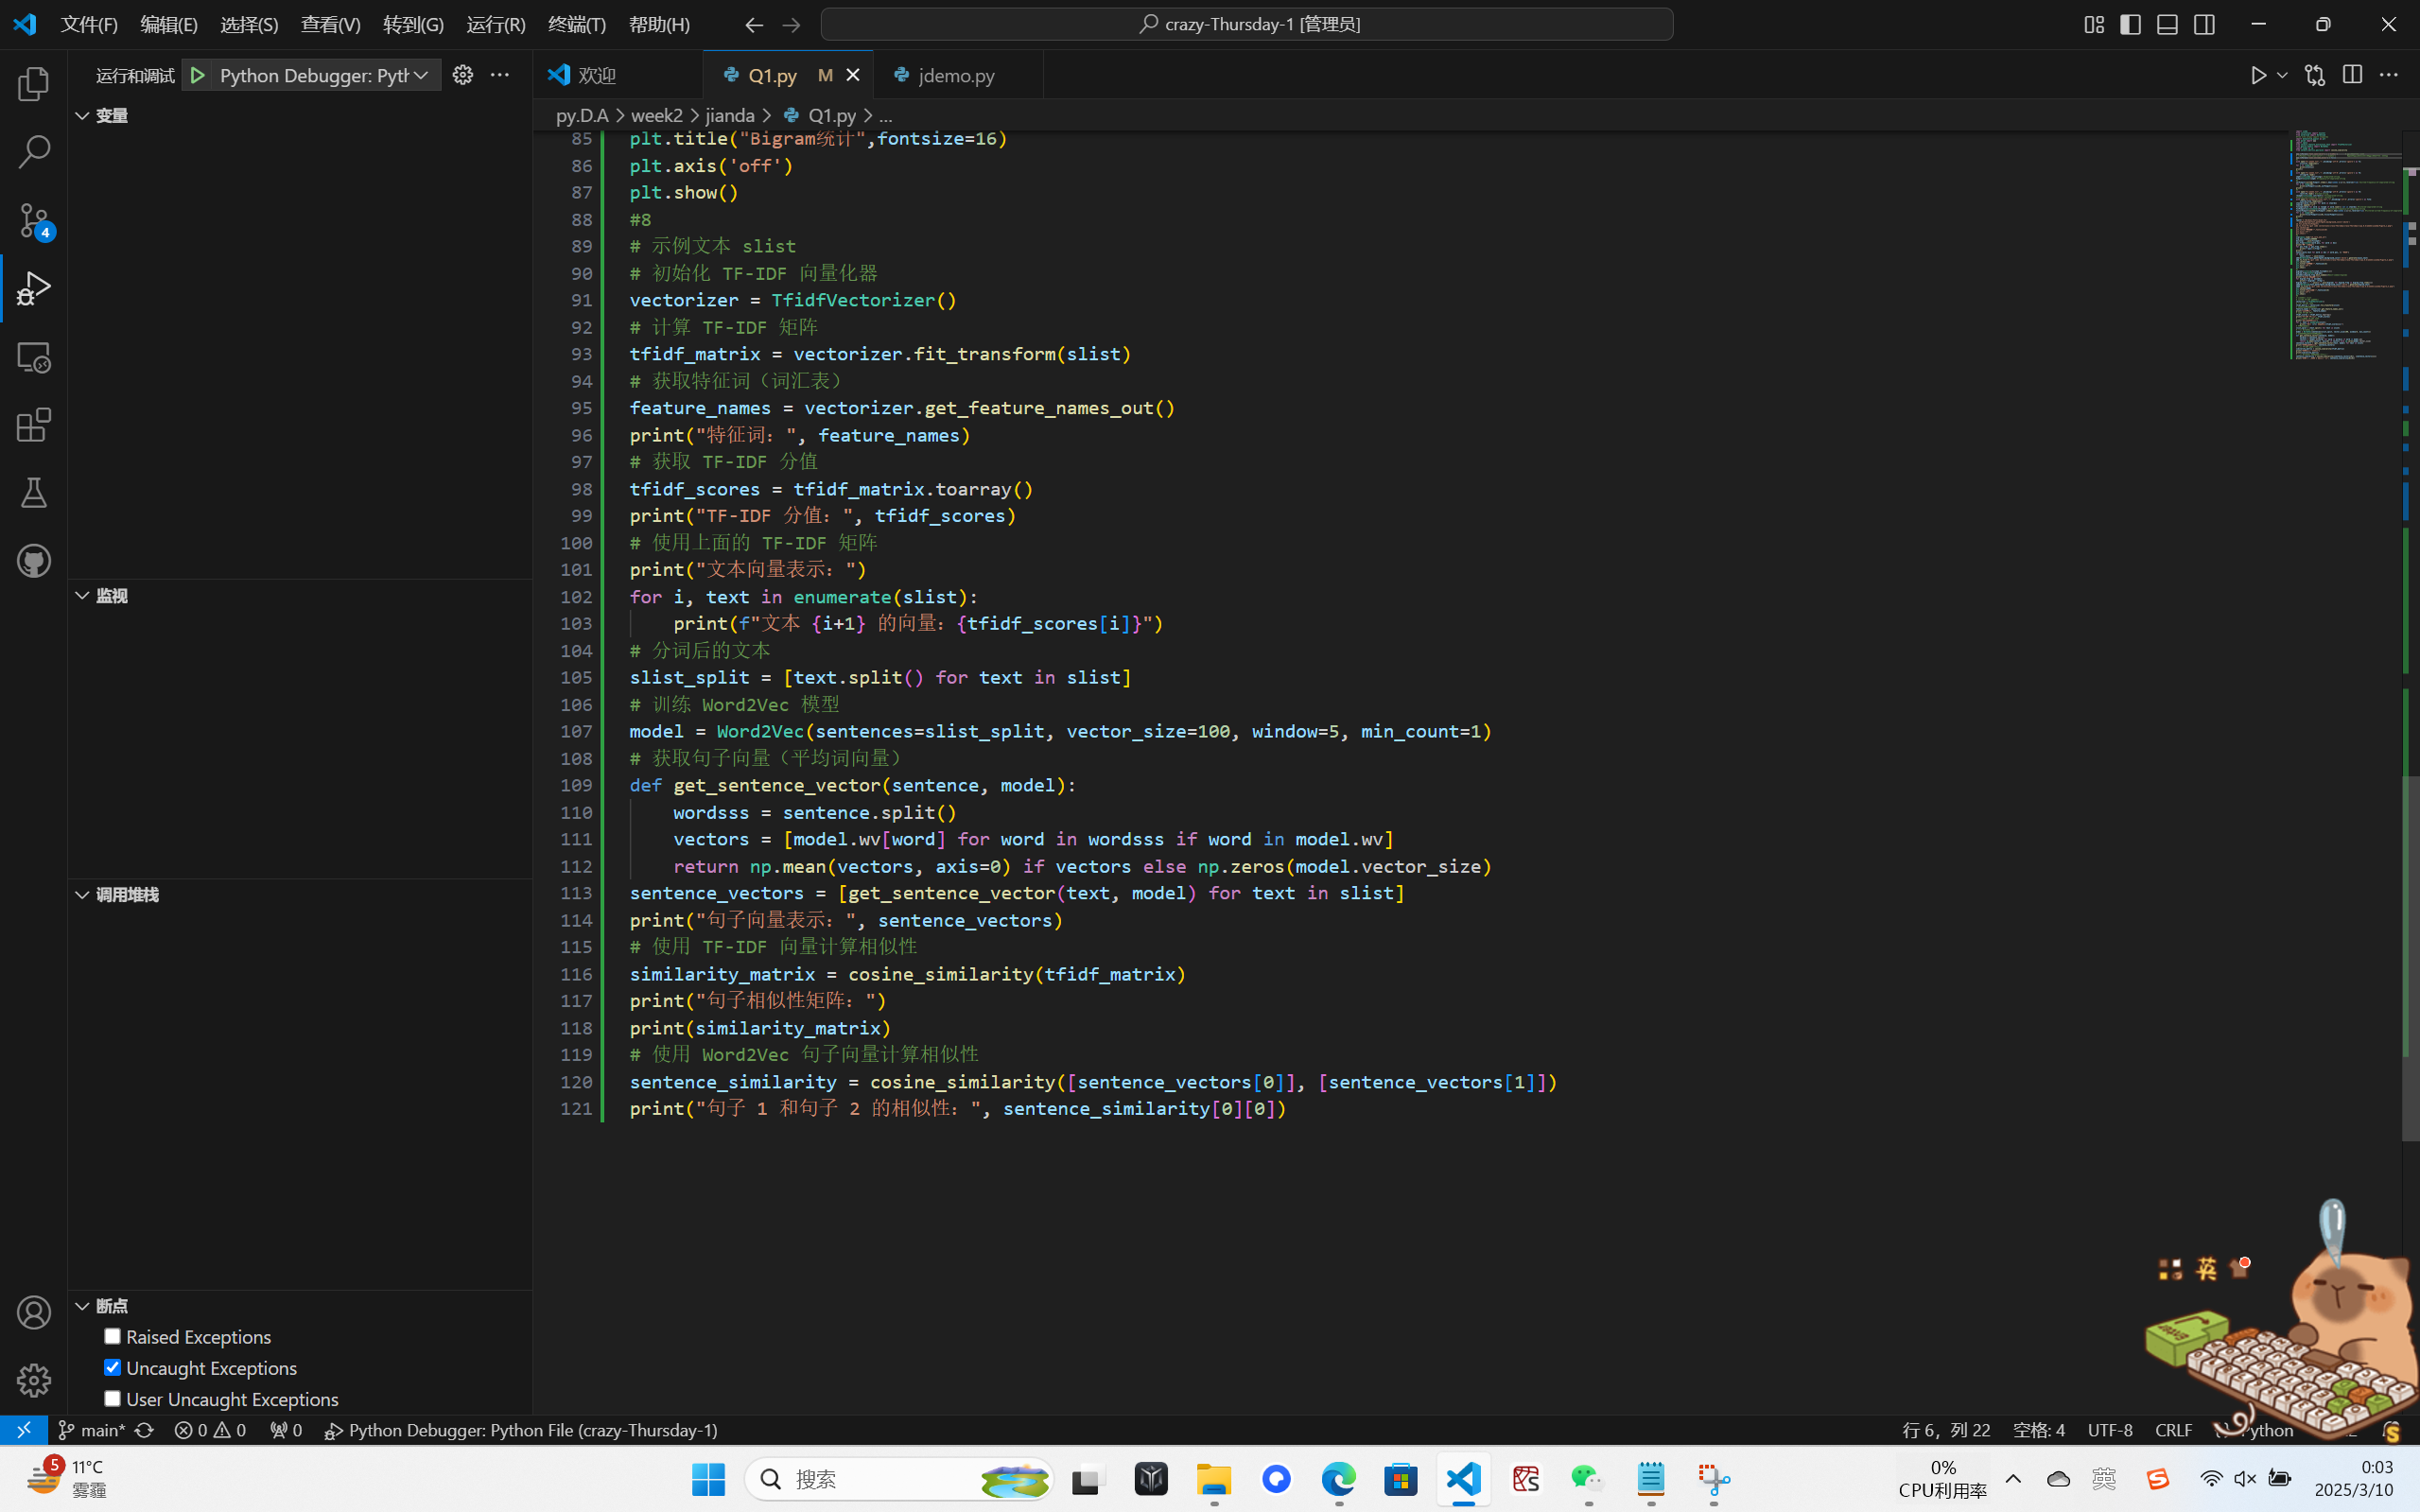 文件(F) 编辑(E) 选择(S) 查看(V) 转到(G) 运行(R) 终端(T) 帮助(H) crazy-Thursday-1 [管理员]
运行和调试 Python Debugger: Pyth
欢迎 Q1.py M jdemo.py
py.D.A > week2 > jianda > Q1.py > ...
变量
监视
调用堆栈
断点
Raised Exceptions
Uncaught Exceptions
User Uncaught Exceptions
4
85 plt.title("Bigram统计",fontsize=16)
86 plt.axis('off')
87 plt.show()
88 #8
89 # 示例文本 slist
90 # 初始化 TF-IDF 向量化器
91 vectorizer = TfidfVectorizer()
92 # 计算 TF-IDF 矩阵
93 tfidf_matrix = vectorizer.fit_transform(slist)
94 # 获取特征词（词汇表）
95 feature_names = vectorizer.get_feature_names_out()
96 print("特征词：", feature_names)
97 # 获取 TF-IDF 分值
98 tfidf_scores = tfidf_matrix.toarray()
99 print("TF-IDF 分值：", tfidf_scores)
100 # 使用上面的 TF-IDF 矩阵
101 print("文本向量表示：")
102 for i, text in enumerate(slist):
103 print(f"文本 {i+1} 的向量：{tfidf_scores[i]}")
104 # 分词后的文本
105 slist_split = [text.split() for text in slist]
106 # 训练 Word2Vec 模型
107 model = Word2Vec(sentences=slist_split, vector_size=100, window=5, min_count=1)
108 # 获取句子向量（平均词向量）
109 def get_sentence_vector(sentence, model):
110 wordsss = sentence.split()
111 vectors = [model.wv[word] for word in wordsss if word in model.wv]
112 return np.mean(vectors, axis=0) if vectors else np.zeros(model.vector_size)
113 sentence_vectors = [get_sentence_vector(text, model) for text in slist]
114 print("句子向量表示：", sentence_vectors)
115 # 使用 TF-IDF 向量计算相似性
116 similarity_matrix = cosine_similarity(tfidf_matrix)
117 print("句子相似性矩阵：")
118 print(similarity_matrix)
119 # 使用 Word2Vec 句子向量计算相似性
120 sentence_similarity = cosine_similarity([sentence_vectors[0]], [sentence_vectors[1]])
121 print("句子 1 和句子 2 的相似性：", sentence_similarity[0][0])
英
Enter
main* 0 0 0 Python Debugger: Python File (crazy-Thursday-1) 行 6，列 22 空格: 4 UTF-8 CRLF
5 11°C
雾霾
搜索
0%
CPU利用率
英
0:03
2025/3/10